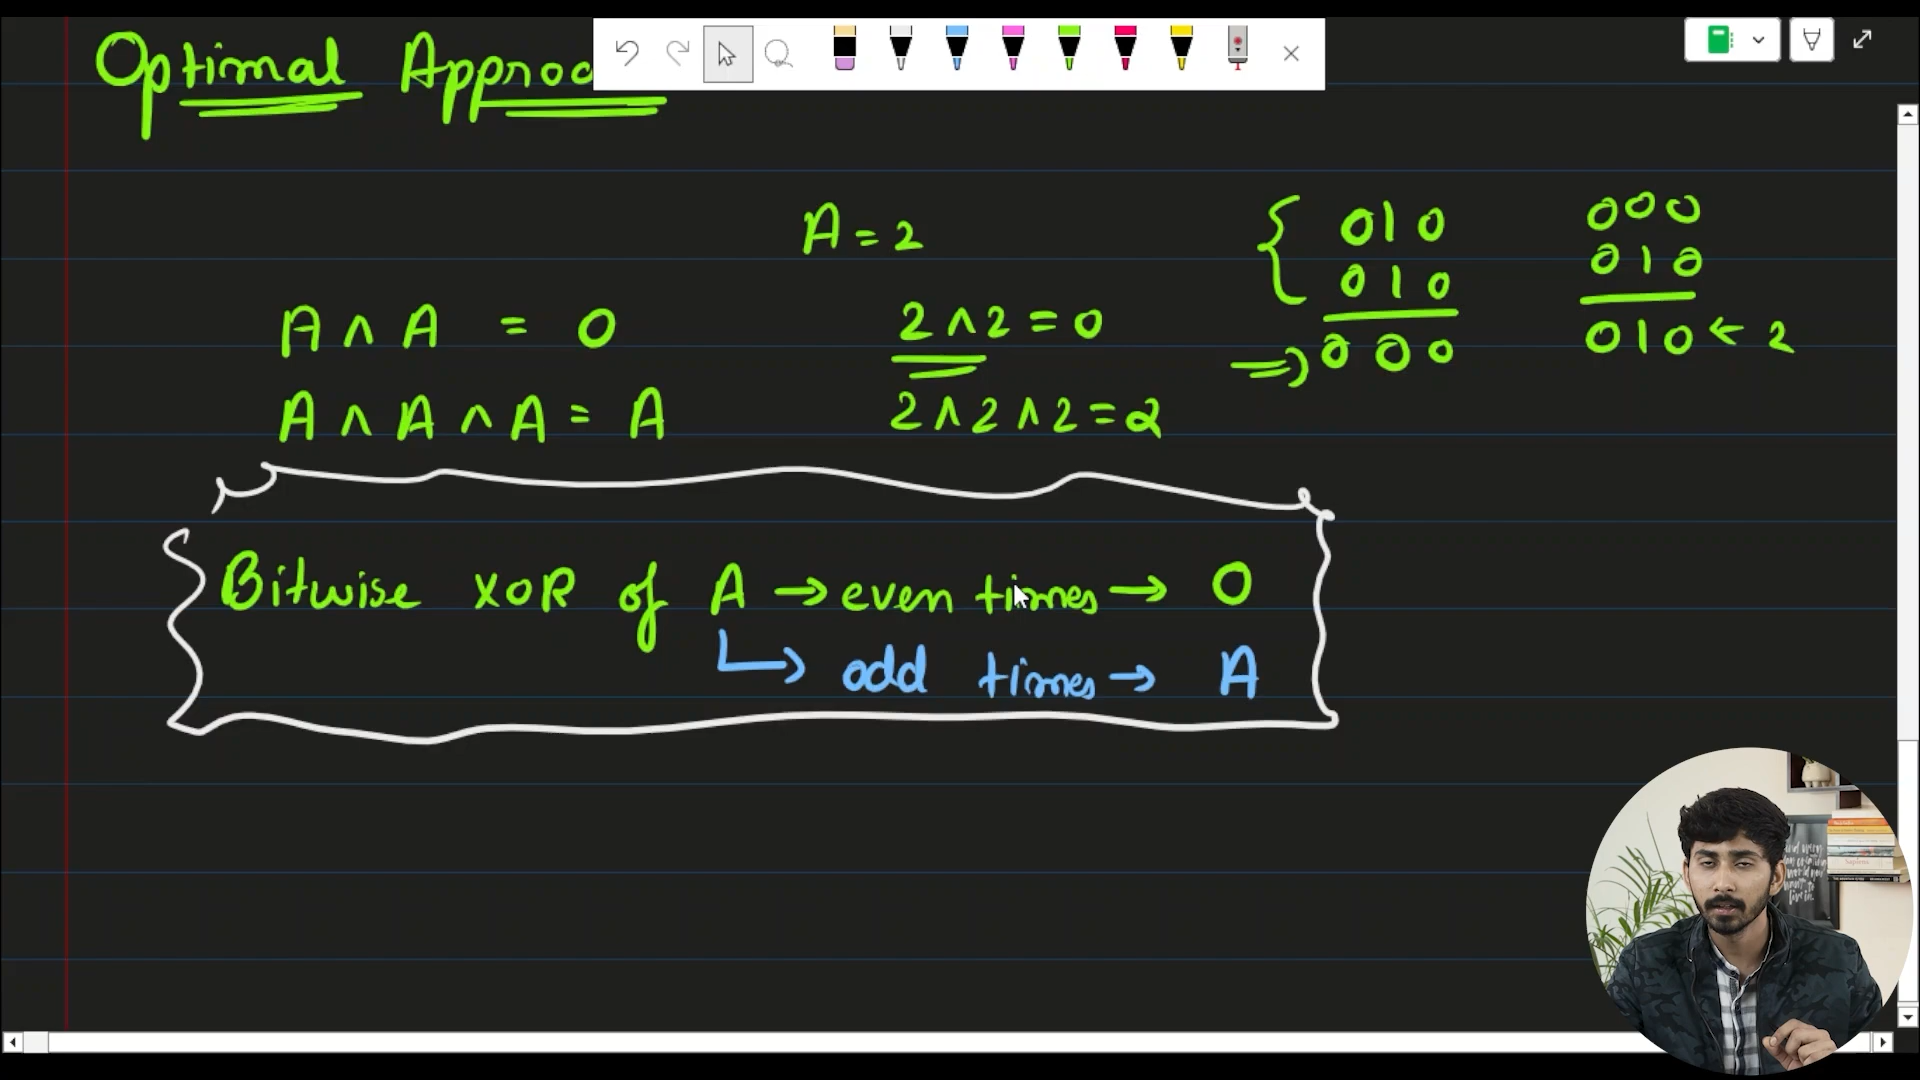 Optimal Approa
A = 2
010
010
000
000
010
010 ← 2
A ∧ A = 0
2 ∧ 2 = 0
A ∧ A ∧ A = A
2 ∧ 2 ∧ 2 = 2
Bitwise XOR of A → even times → 0
↳ odd times → A